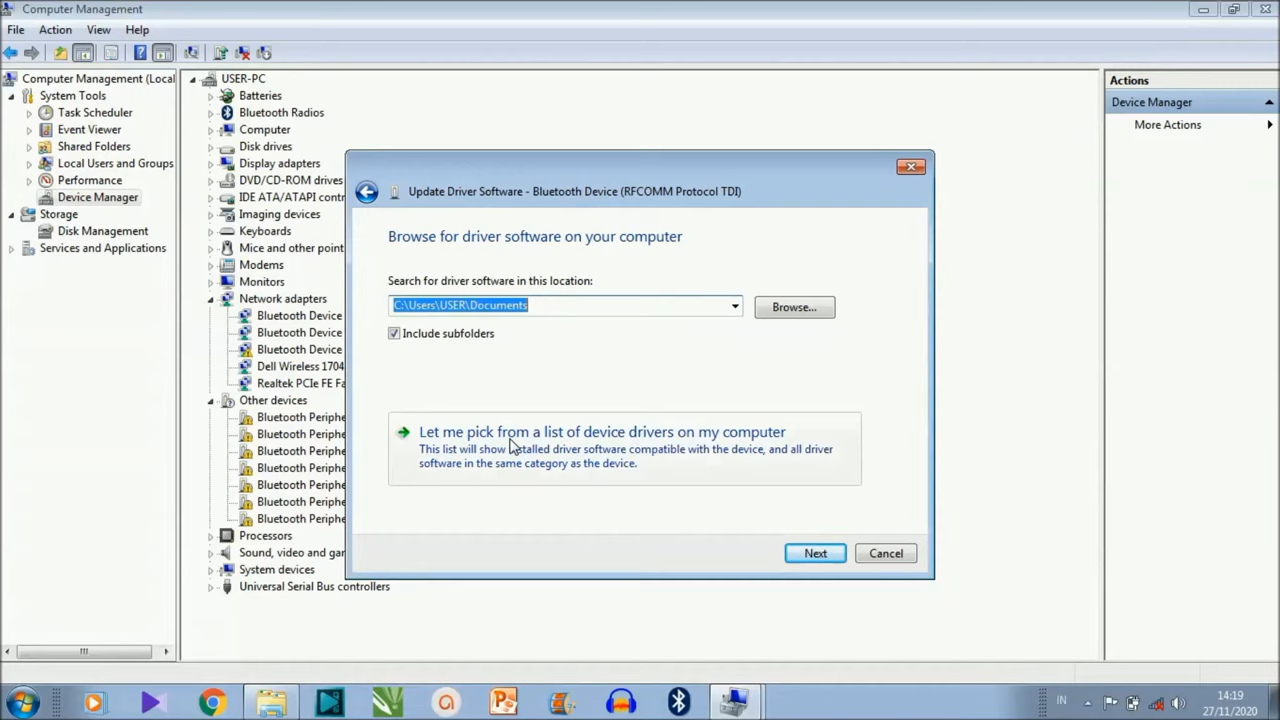 Computer Management
File Action View Help
Computer Management (Local
System Tools
Task Scheduler
Event Viewer
Shared Folders
Local Users and Groups
Performance
Device Manager
Storage
Disk Management
Services and Applications
USER-PC
Batteries
Bluetooth Radios
Computer
Disk drives
Display adapters
DVD/CD-ROM drives
IDE ATA/ATAPI contr
Imaging devices
Keyboards
Mice and other point
Modems
Monitors
Network adapters
Bluetooth Device
Bluetooth Device
Bluetooth Device
Dell Wireless 1704
Realtek PCIe FE Fa
Other devices
Bluetooth Periphe
Bluetooth Periphe
Bluetooth Periphe
Bluetooth Periphe
Bluetooth Periphe
Bluetooth Periphe
Bluetooth Periphe
Processors
Sound, video and gar
System devices
Universal Serial Bus controllers
Update Driver Software - Bluetooth Device (RFCOMM Protocol TDI)
Browse for driver software on your computer
Search for driver software in this location:
C:\Users\USER\Documents
Browse...
Include subfolders
Let me pick from a list of device drivers on my computer
This list will show installed driver software compatible with the device, and all driver
software in the same category as the device.
Next Cancel
Actions
Device Manager
More Actions
IN
14:19
27/11/2020